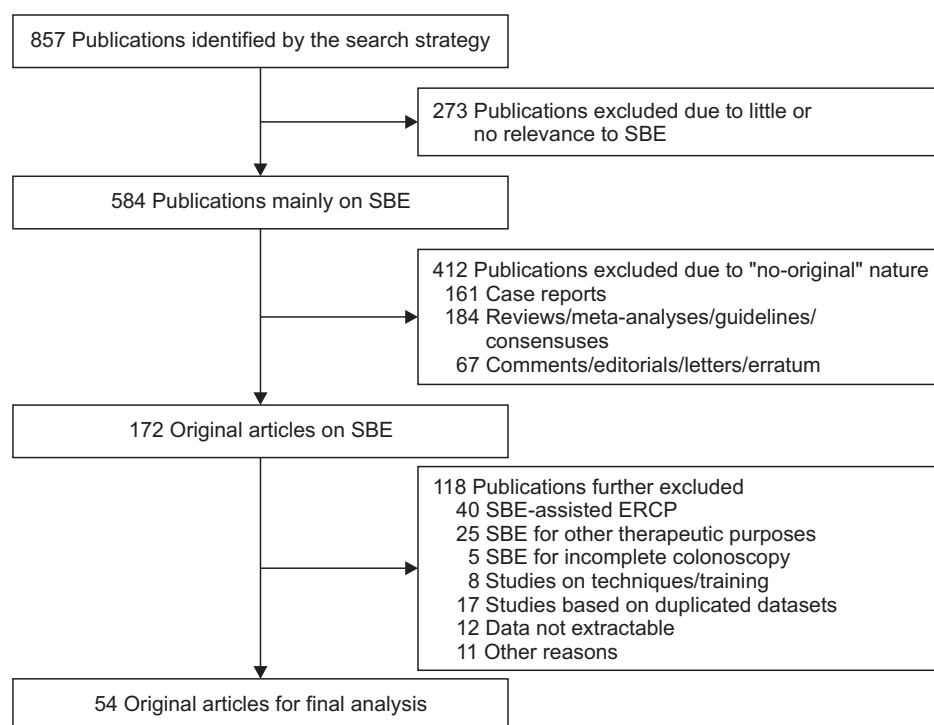 857 Publications identified by the search strategy
273 Publications excluded due to little or
no relevance to SBE
584 Publications mainly on SBE
412 Publications excluded due to "no-original" nature
161 Case reports
184 Reviews/meta-analyses/guidelines/
consensuses
67 Comments/editorials/letters/erratum
172 Original articles on SBE
118 Publications further excluded
40 SBE-assisted ERCP
25 SBE for other therapeutic purposes
5 SBE for incomplete colonoscopy
8 Studies on techniques/training
17 Studies based on duplicated datasets
12 Data not extractable
11 Other reasons
54 Original articles for final analysis